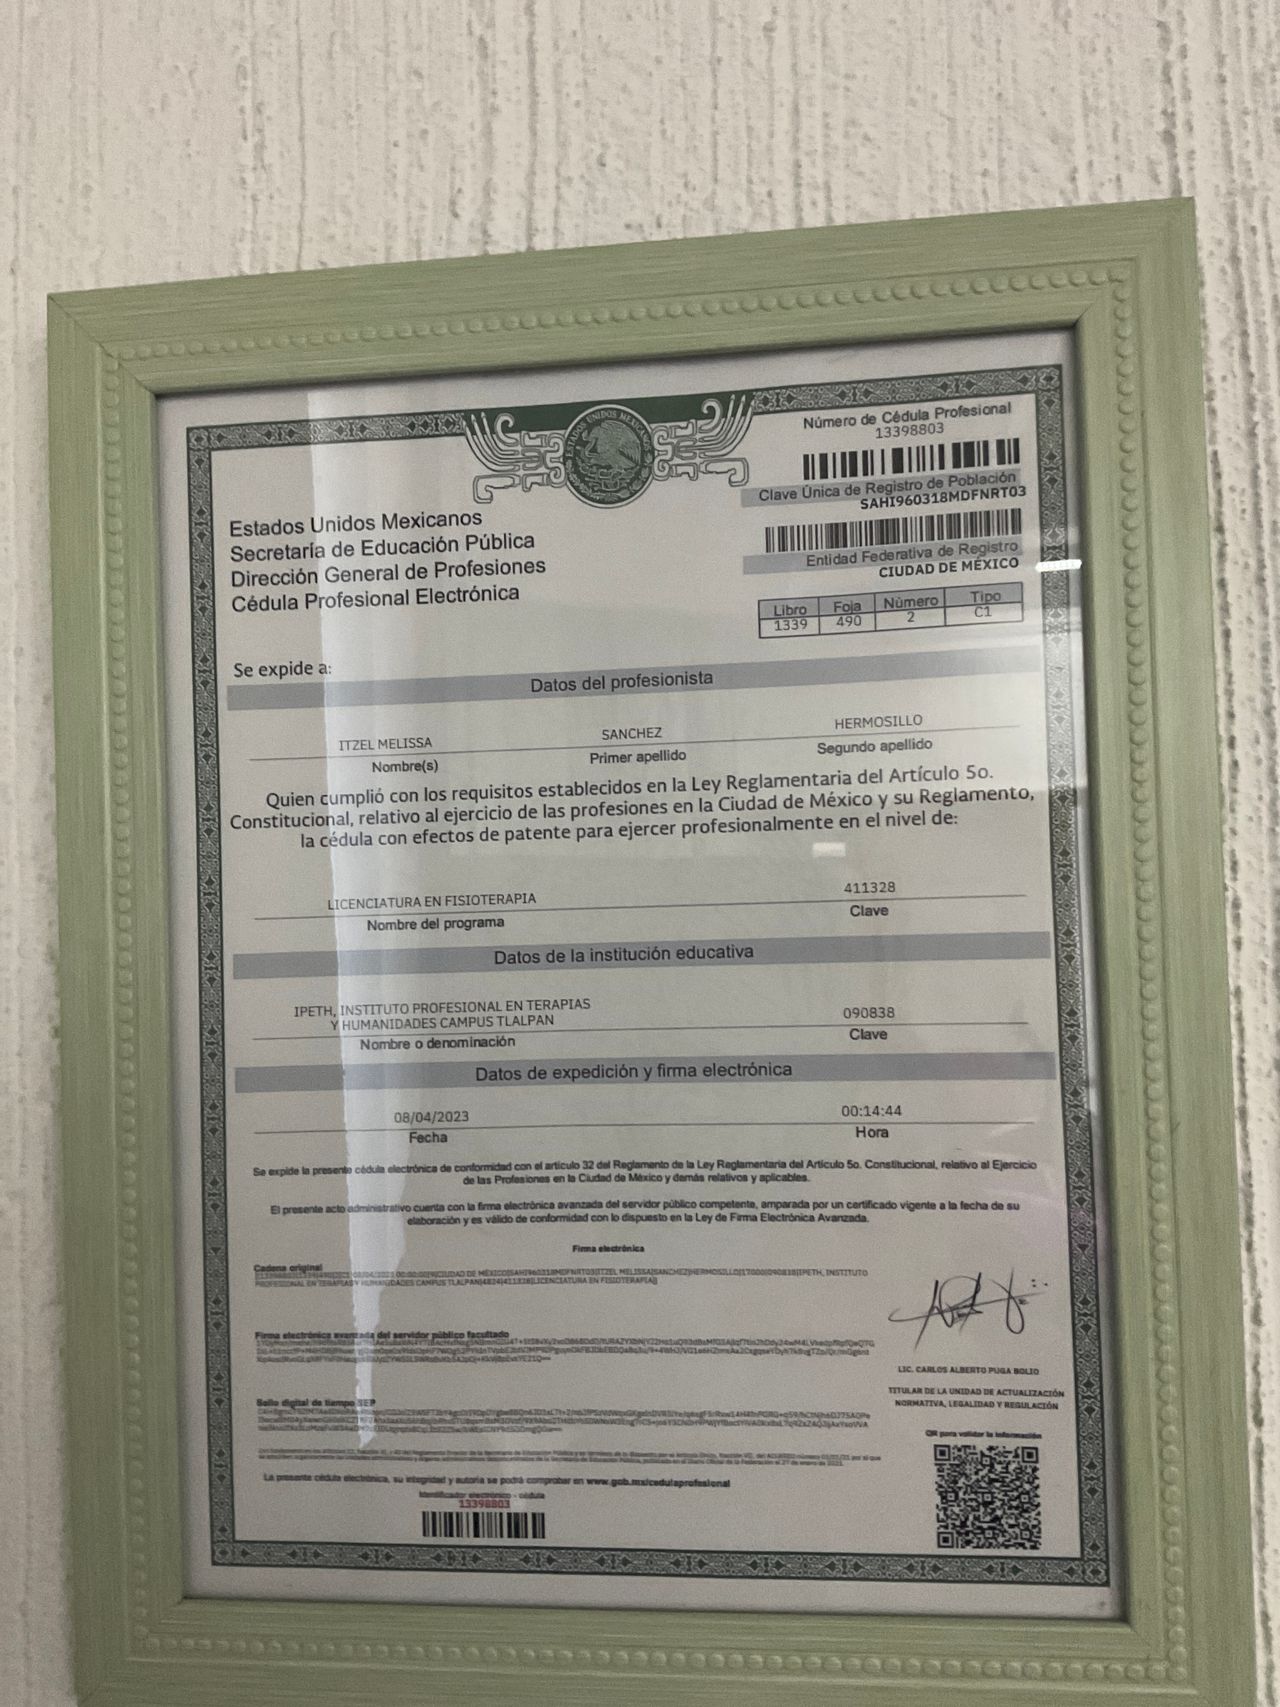 ESTADOS UNIDOS MEXICANOS
Número de Cédula Profesional
13398803
Clave Única de Registro de Población
SAHI960318MDFNRT03
Entidad Federativa de Registro
CIUDAD DE MÉXICO
Libro Foja Número Tipo
1339 490 2 C1
Estados Unidos Mexicanos
Secretaría de Educación Pública
Dirección General de Profesiones
Cédula Profesional Electrónica
Se expide a:
Datos del profesionista
ITZEL MELISSA SANCHEZ HERMOSILLO
Nombre(s) Primer apellido Segundo apellido
Quien cumplió con los requisitos establecidos en la Ley Reglamentaria del Artículo 5o.
Constitucional, relativo al ejercicio de las profesiones en la Ciudad de México y su Reglamento,
la cédula con efectos de patente para ejercer profesionalmente en el nivel de:
LICENCIATURA EN FISIOTERAPIA 411328
Nombre del programa Clave
Datos de la institución educativa
IPETH, INSTITUTO PROFESIONAL EN TERAPIAS
Y HUMANIDADES CAMPUS TLALPAN 090838
Nombre o denominación Clave
Datos de expedición y firma electrónica
08/04/2023 00:14:44
Fecha Hora
Se expide la presente cédula electrónica de conformidad con el artículo 32 del Reglamento de la Ley Reglamentaria del Artículo 5o. Constitucional, relativo al Ejercicio
de las Profesiones en la Ciudad de México y demás relativos y aplicables.
El presente acto administrativo cuenta con la firma electrónica avanzada del servidor público competente, amparada por un certificado vigente a la fecha de su
elaboración y es válido de conformidad con lo dispuesto en la Ley de Firma Electrónica Avanzada.
Firma electrónica
Cadena original
PROFESIONAL EN TERAPIAS Y HUMANIDADES CAMPUS TLALPAN|4824|411328|LICENCIATURA EN FISIOTERAPIA||
Firma electrónica avanzada del servidor público facultado
LIC. CARLOS ALBERTO PUGA BOLIO
TITULAR DE LA UNIDAD DE ACTUALIZACIÓN
NORMATIVA, LEGALIDAD Y REGULACIÓN
Sello digital de tiempo SEP
QR para validar la información
La presente cédula electrónica, su integridad y autoría se podrá comprobar en www.gob.mx/cedulaprofesional
Identificador electrónico - cédula
13398803